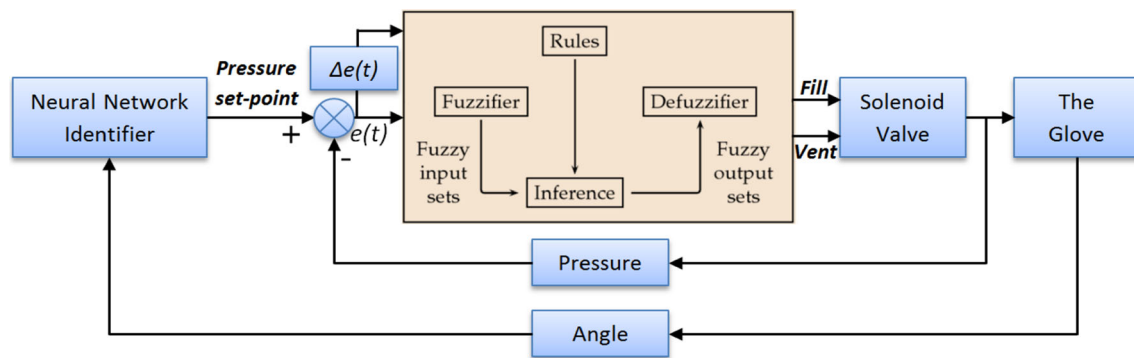 Neural Network
Identifier
Pressure
set-point
+
-
Δe(t)
e(t)
Rules
Fuzzifier
Defuzzifier
Fuzzy
input
sets
Inference
Fuzzy
output
sets
Fill
Vent
Solenoid
Valve
The
Glove
Pressure
Angle